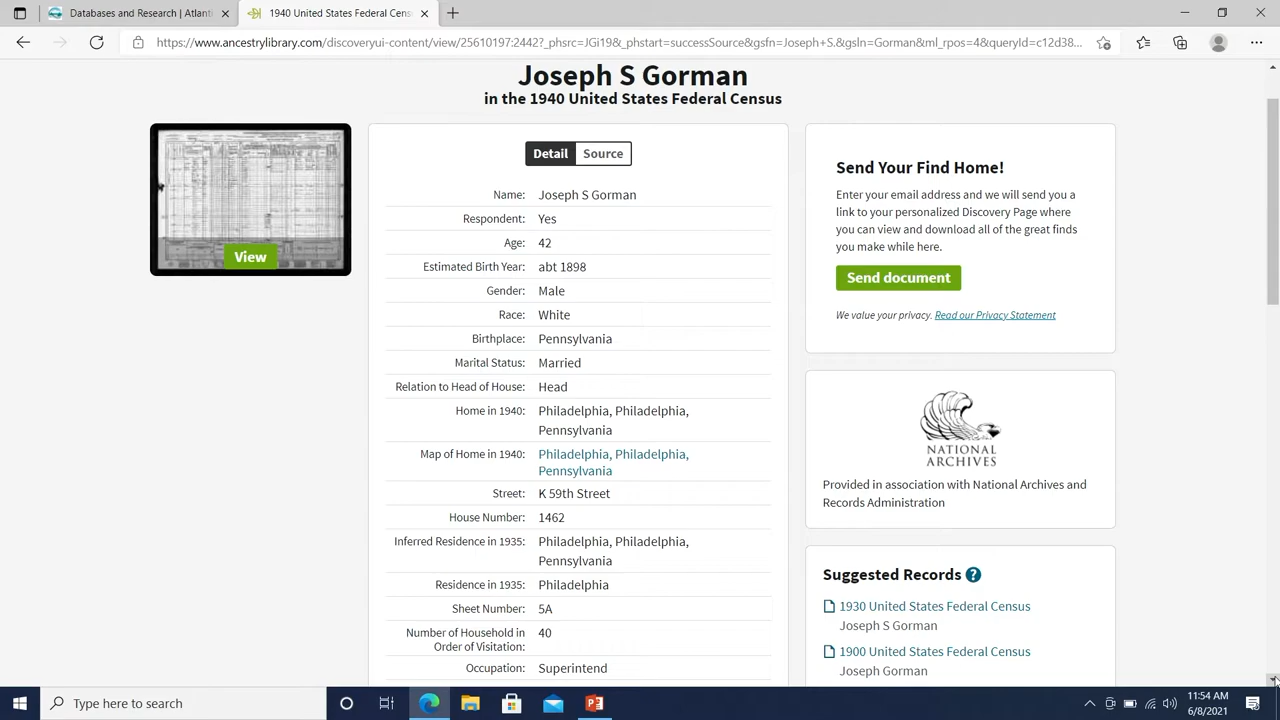 Databases and Research | Atlant
1940 United States Federal Cens
https://www.ancestrylibrary.com/discoveryui-content/view/25610197:2442?_phsrc=JGi19&_phstart=successSource&gsfn=Joseph+S.&gsln=Gorman&ml_rpos=4&queryId=c12d38...
Joseph S Gorman
in the 1940 United States Federal Census
View
Detail Source
Name: Joseph S Gorman
Respondent: Yes
Age: 42
Estimated Birth Year: abt 1898
Gender: Male
Race: White
Birthplace: Pennsylvania
Marital Status: Married
Relation to Head of House: Head
Home in 1940: Philadelphia, Philadelphia,
Pennsylvania
Map of Home in 1940: Philadelphia, Philadelphia,
Pennsylvania
Street: K 59th Street
House Number: 1462
Inferred Residence in 1935: Philadelphia, Philadelphia,
Pennsylvania
Residence in 1935: Philadelphia
Sheet Number: 5A
Number of Household in 40
Order of Visitation:
Occupation: Superintend
Send Your Find Home!
Enter your email address and we will send you a
link to your personalized Discovery Page where
you can view and download all of the great finds
you make while here.
Send document
We value your privacy. Read our Privacy Statement
NATIONAL
ARCHIVES
Provided in association with National Archives and
Records Administration
Suggested Records ?
1930 United States Federal Census
Joseph S Gorman
1900 United States Federal Census
Joseph Gorman
Type here to search
11:54 AM
6/8/2021